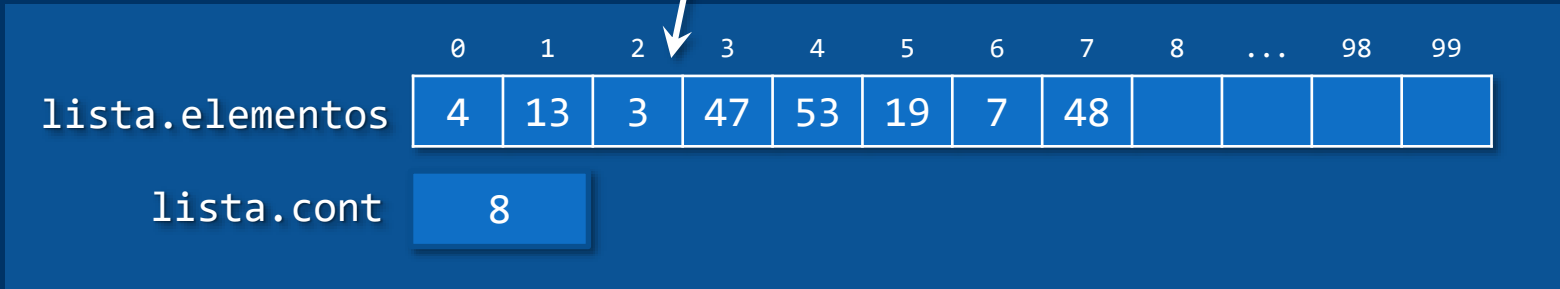 0 1 2 3 4 5 6 7 8 ... 98 99
lista.elementos 4 13 3 47 53 19 7 48
lista.cont 8